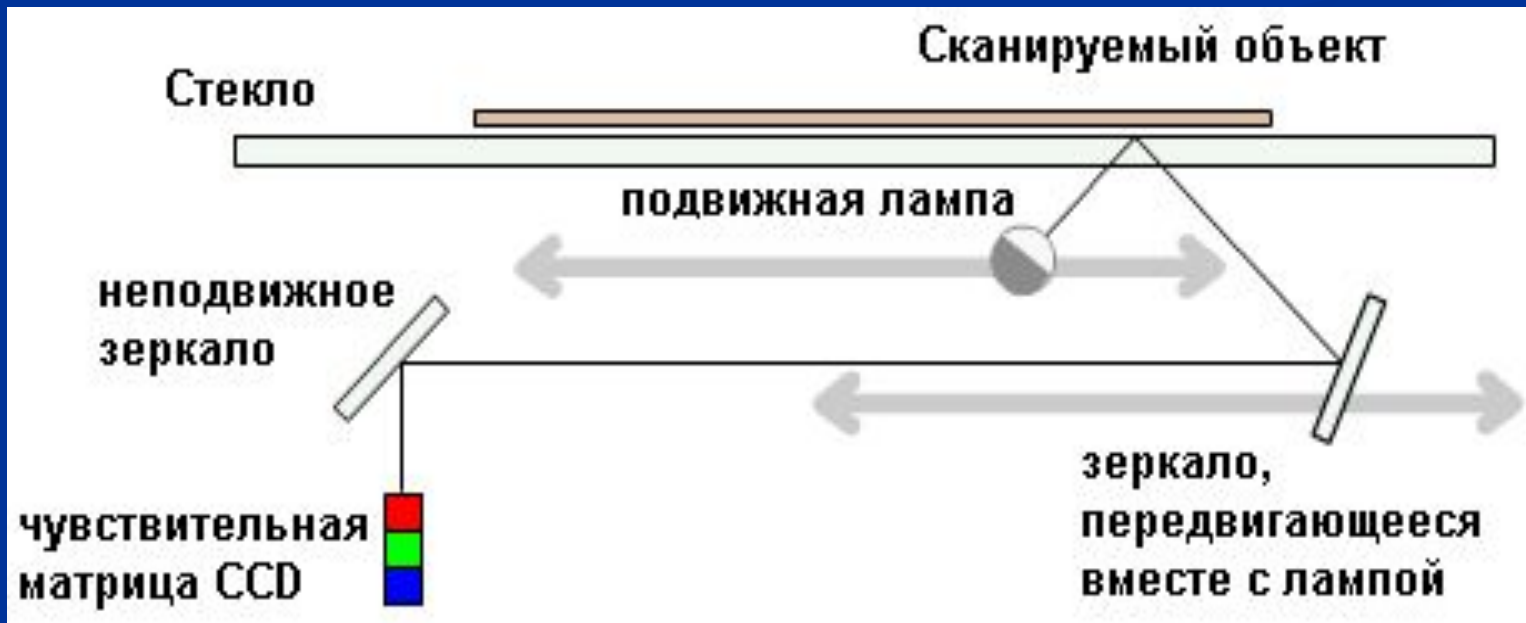 Сканируемый объект
Стекло
подвижная лампа
неподвижное
зеркало
зеркало,
передвигающееся
вместе с лампой
чувствительная
матрица CCD